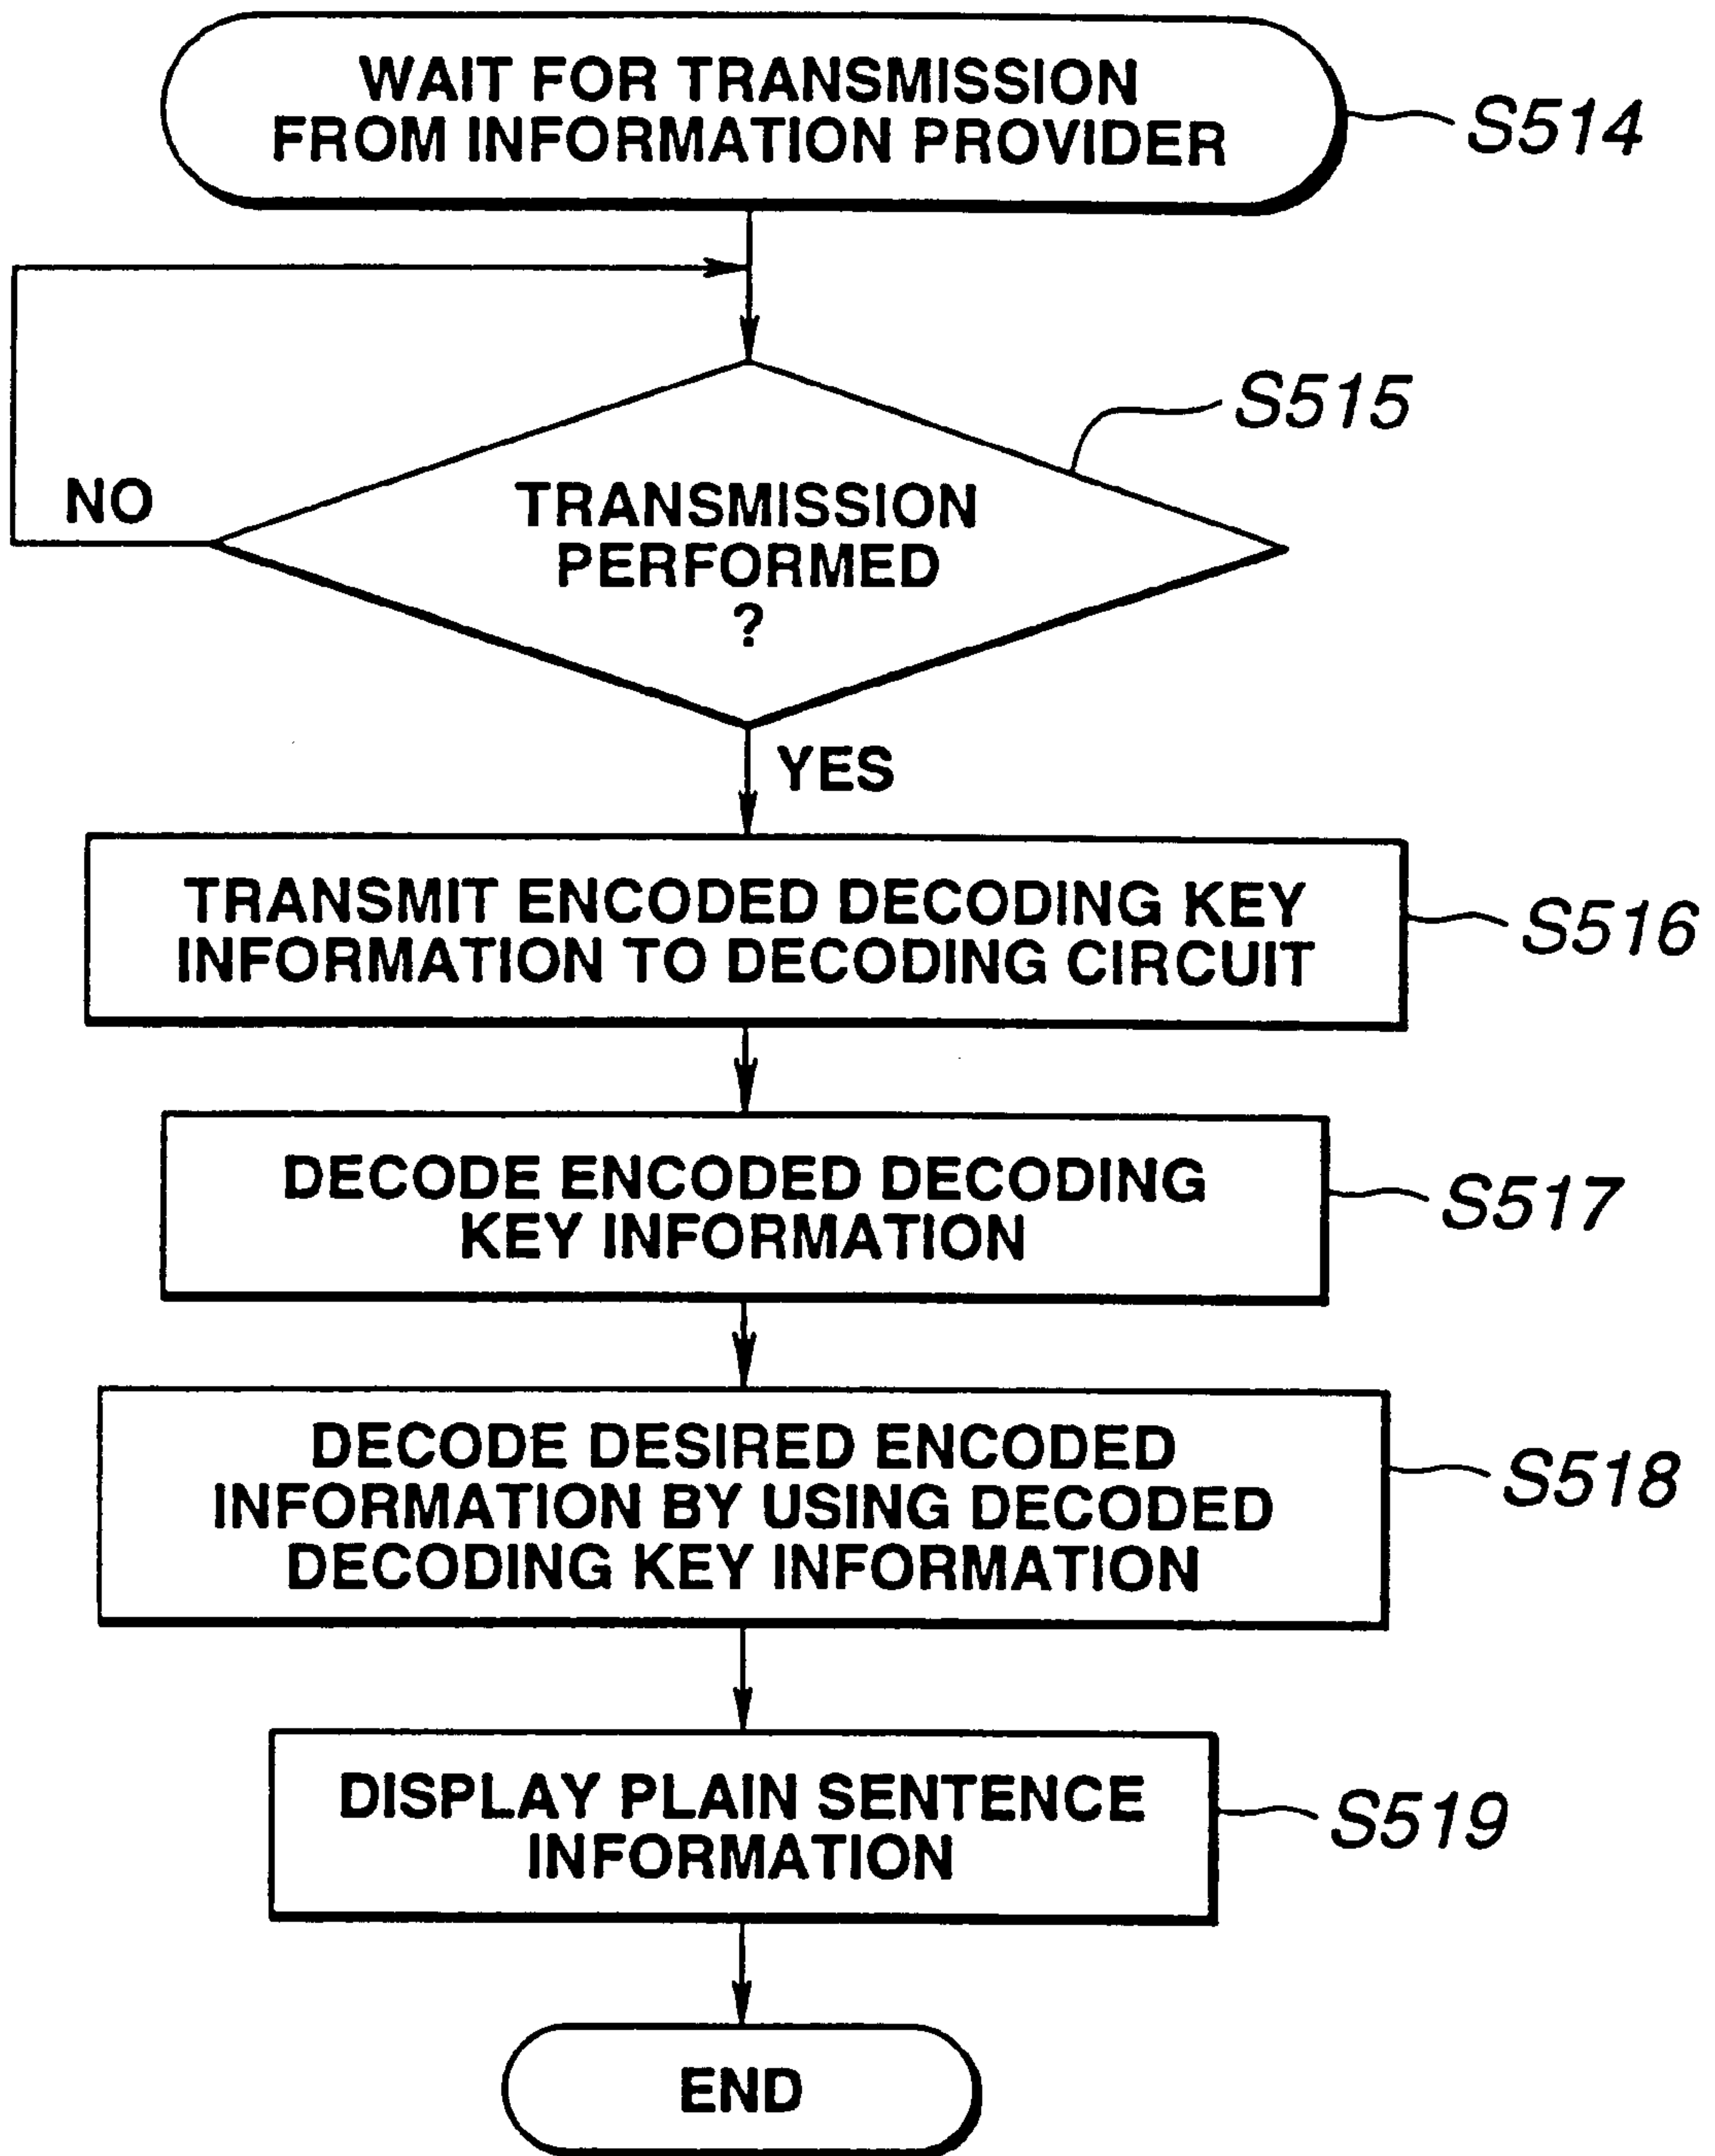 WAIT FOR TRANSMISSION
FROM INFORMATION PROVIDER
S514
S515
NO
TRANSMISSION
PERFORMED
?
YES
TRANSMIT ENCODED DECODING KEY
INFORMATION TO DECODING CIRCUIT
S516
DECODE ENCODED DECODING
KEY INFORMATION
S517
DECODE DESIRED ENCODED
INFORMATION BY USING DECODED
DECODING KEY INFORMATION
S518
DISPLAY PLAIN SENTENCE
INFORMATION
S519
END